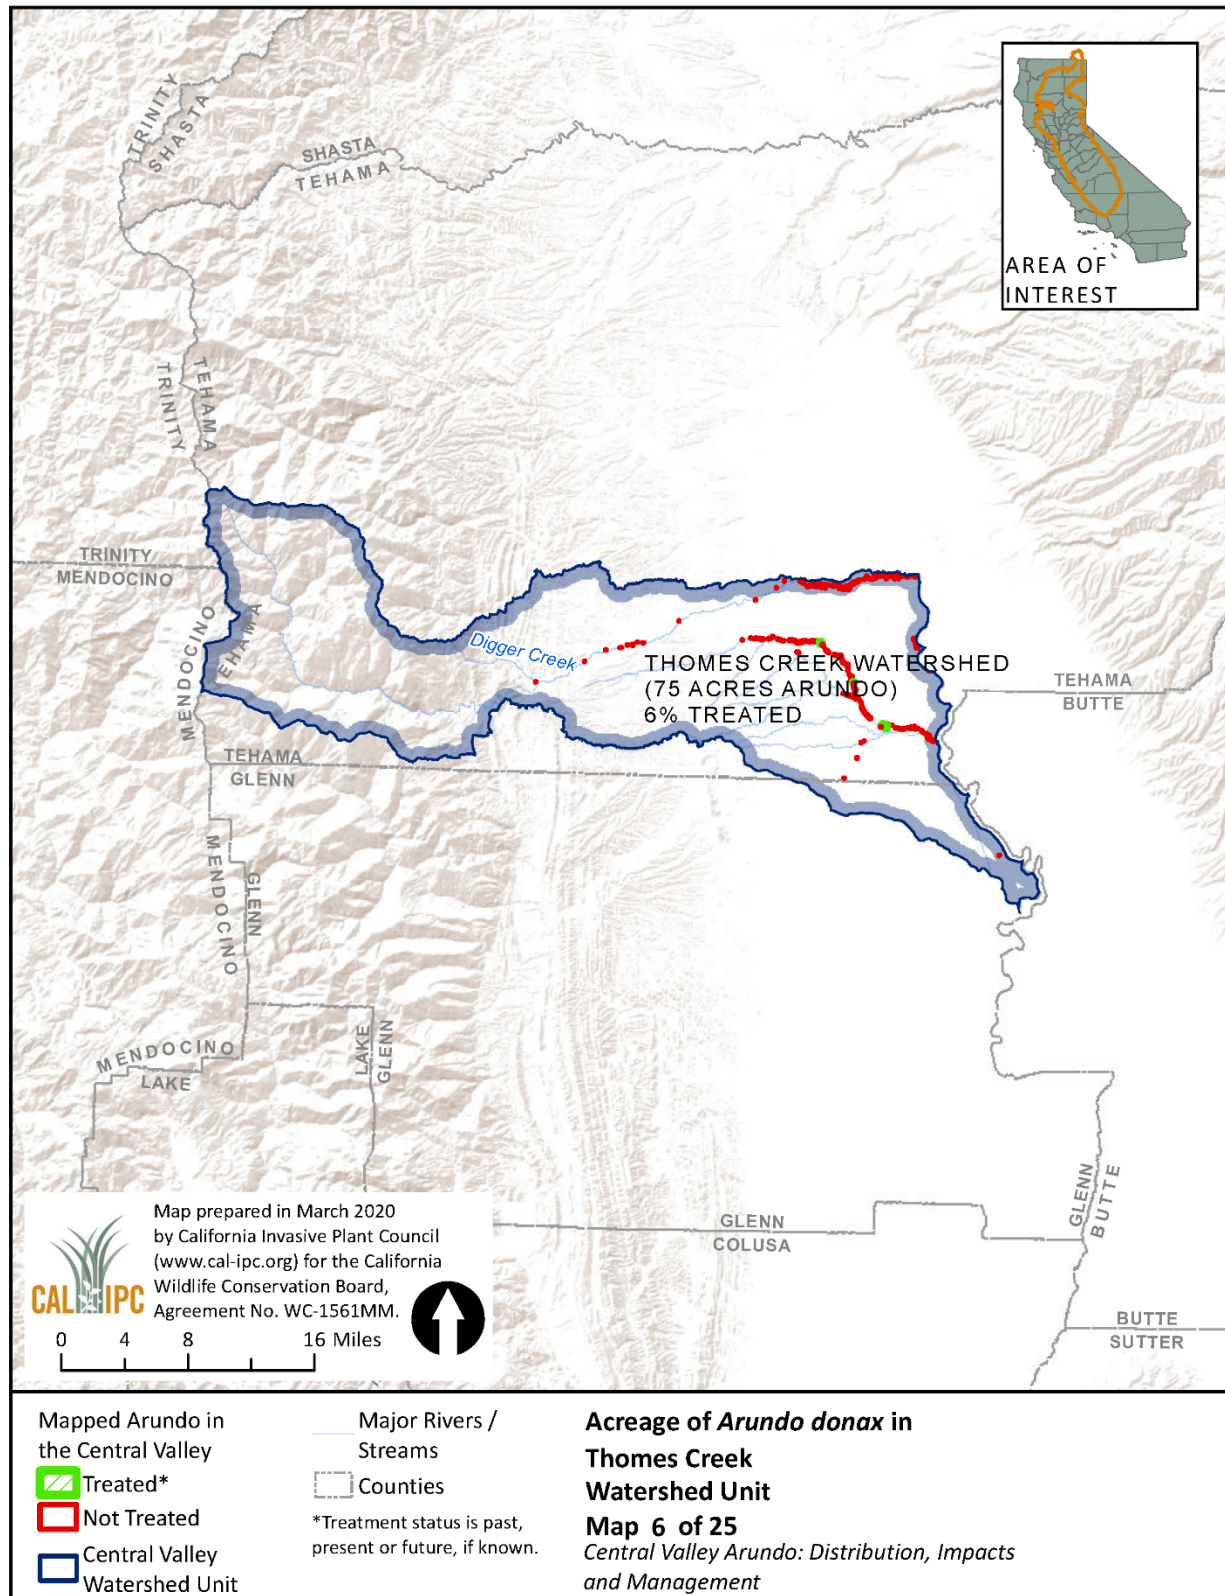 TRINITY
SHASTA
SHASTA
TEHAMA
AREA OF
INTEREST
TEHAMA
TRINITY
TRINITY
MENDOCINO
MENDOCINO
TEHAMA
Digger Creek
THOMES CREEK WATERSHED
(75 ACRES ARUNDO)
6% TREATED
TEHAMA
BUTTE
TEHAMA
GLENN
MENDOCINO
GLENN
MENDOCINO
LAKE
LAKE
GLENN
GLENN
BUTTE
GLENN
COLUSA
BUTTE
SUTTER
CAL-IPC
Map prepared in March 2020
by California Invasive Plant Council
(www.cal-ipc.org) for the California
Wildlife Conservation Board,
Agreement No. WC-1561MM.
0 4 8 16 Miles
Mapped Arundo in
the Central Valley
Treated*
Not Treated
Central Valley
Watershed Unit
Major Rivers /
Streams
Counties
*Treatment status is past,
present or future, if known.
Acreage of Arundo donax in
Thomes Creek
Watershed Unit
Map 6 of 25
Central Valley Arundo: Distribution, Impacts
and Management